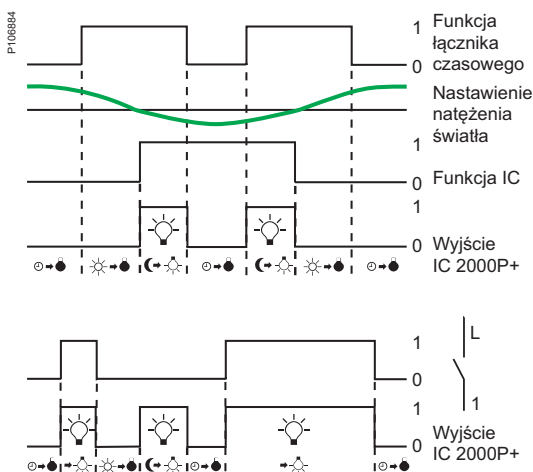 P106884
1 Funkcja
łącznika
0 czasowego
Nastawienie
natężenia
światła
1
0 Funkcja IC
1
0 Wyjście
IC 2000P+
1
0
L
1
1
0 Wyjście
IC 2000P+